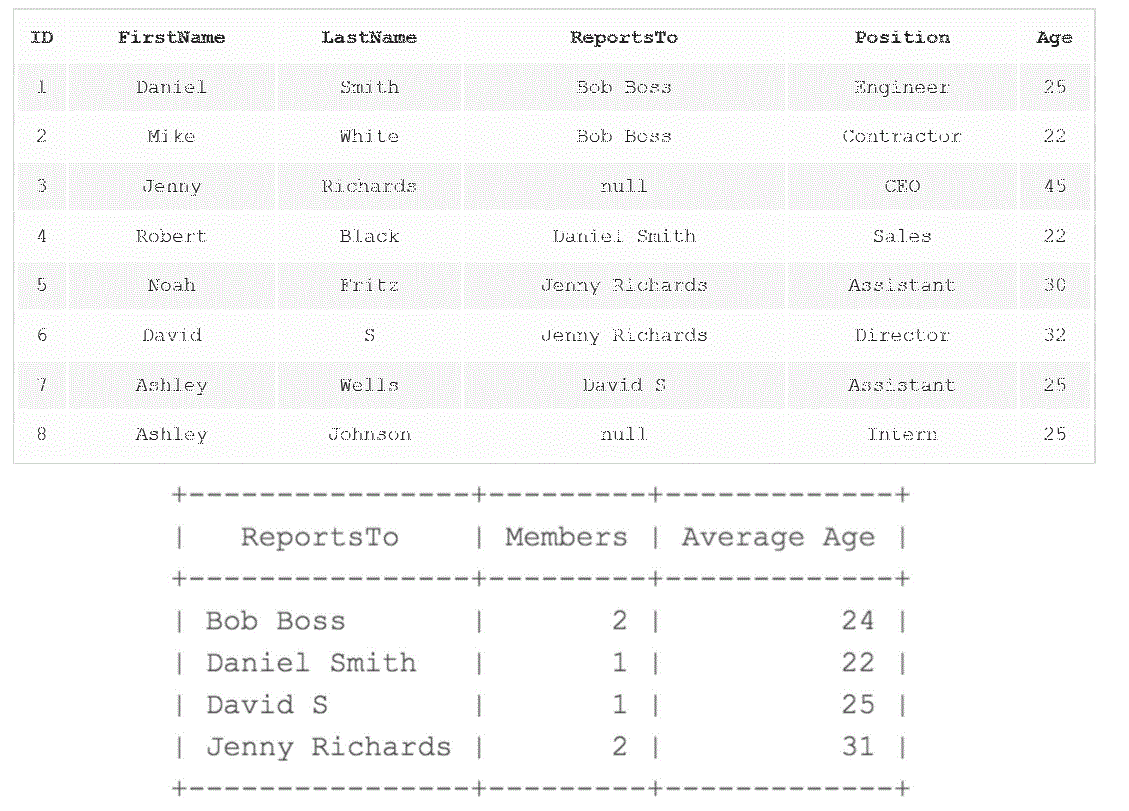 ID FirstName LastName ReportsTo Position Age
1 Daniel Smith Bob Boss Engineer 25
2 Mike White Bob Boss Contractor 22
3 Jenny Richards null CEO 45
4 Robert Black Daniel Smith Sales 22
5 Noah Fritz Jenny Richards Assistant 30
6 David S Jenny Richards Director 32
7 Ashley Wells David S Assistant 25
8 Ashley Johnson null Intern 25
+----------------+---------+-------------+
| ReportsTo | Members | Average Age |
+----------------+---------+-------------+
| Bob Boss | 2 | 24 |
| Daniel Smith | 1 | 22 |
| David S | 1 | 25 |
| Jenny Richards | 2 | 31 |
+----------------+---------+-------------+